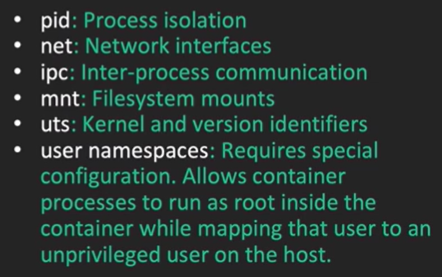 • pid: Process isolation
• net: Network interfaces
• ipc: Inter-process communication
• mnt: Filesystem mounts
• uts: Kernel and version identifiers
• user namespaces: Requires special
configuration. Allows container
processes to run as root inside the
container while mapping that user to an
unprivileged user on the host.